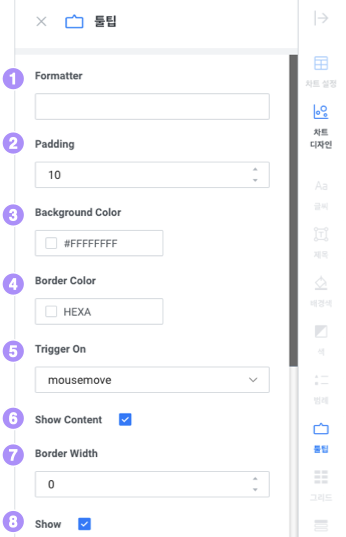 툴팁
1 Formatter
2 Padding
10
3 Background Color
#FFFFFFFF
4 Border Color
HEXA
5 Trigger On
mousemove
6 Show Content
7 Border Width
0
8 Show
차트 설정
차트
디자인
Aa
글씨
T
제목
배경색
색
범례
툴팁
그리드